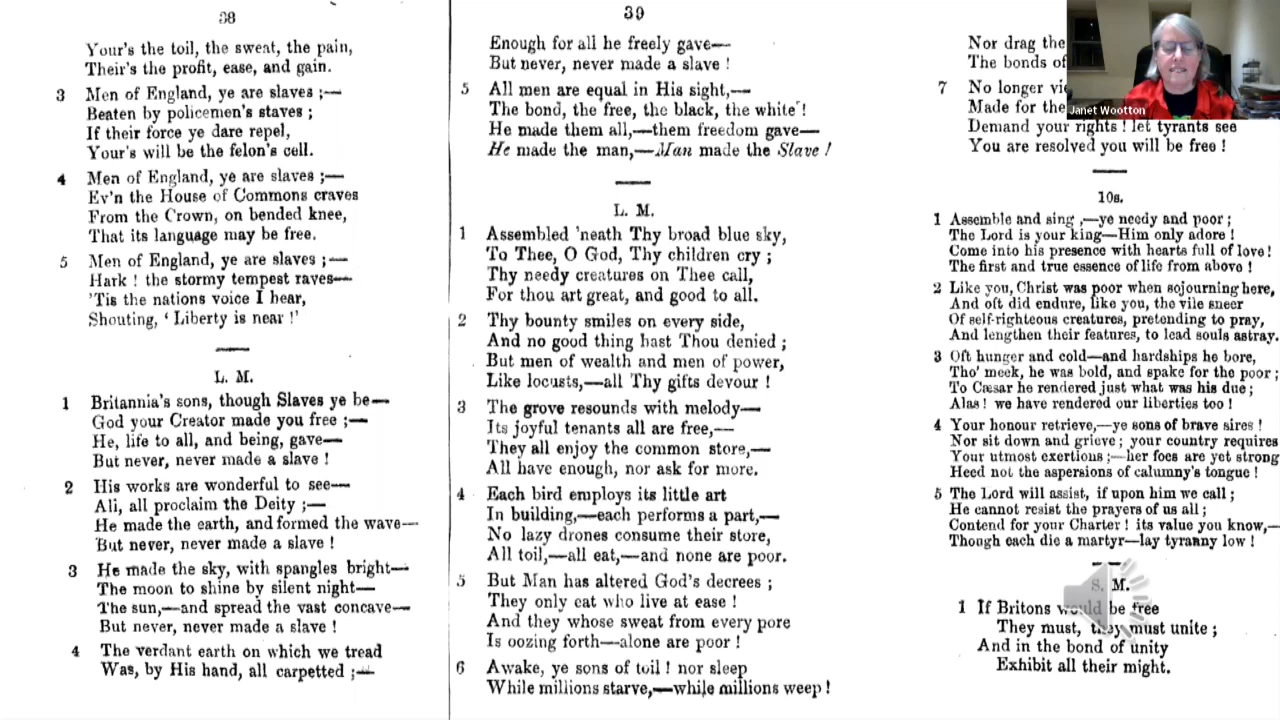 38
Your's the toil, the sweat, the pain,
Their's the profit, ease, and gain.
3 Men of England, ye are slaves ;—
Beaten by policemen's staves ;
If their force ye dare repel,
Your's will be the felon's cell.
4 Men of England, ye are slaves ;—
Ev'n the House of Commons craves
From the Crown, on bended knee,
That its language may be free.
5 Men of England, ye are slaves ;—
Hark ! the stormy tempest raves—
'Tis the nations voice I hear,
Shouting, ‘ Liberty is near !’
L. M.
1 Britannia's sons, though Slaves ye be—
God your Creator made you free ;—
He, life to all, and being, gave—
But never, never made a slave !
2 His works are wonderful to see—
All, all proclaim the Deity ;—
He made the earth, and formed the wave—
But never, never made a slave !
3 He made the sky, with spangles bright—
The moon to shine by silent night—
The sun,—and spread the vast concave—
But never, never made a slave !
4 The verdant earth on which we tread
Was, by His hand, all carpetted ;—
39
Enough for all he freely gave—
But never, never made a slave !
5 All men are equal in His sight,—
The bond, the free, the black, the white !
He made them all,—them freedom gave—
He made the man,—Man made the Slave !
L. M.
1 Assembled 'neath Thy broad blue sky,
To Thee, O God, Thy children cry ;
Thy needy creatures on Thee call,
For thou art great, and good to all.
2 Thy bounty smiles on every side,
And no good thing hast Thou denied ;
But men of wealth and men of power,
Like locusts,—all Thy gifts devour !
3 The grove resounds with melody—
Its joyful tenants all are free,—
They all enjoy the common store,—
All have enough, nor ask for more.
4 Each bird employs its little art
In building,—each performs a part,—
No lazy drones consume their store,
All toil,—all eat,—and none are poor.
5 But Man has altered God's decrees ;
They only eat who live at ease !
And they whose sweat from every pore
Is oozing forth—alone are poor !
6 Awake, ye sons of toil ! nor sleep
While millions starve,—while millions weep !
Nor drag the
The bonds of
7 No longer
Made for the
Demand your rights ! let tyrants see
You are resolved you will be free !
10s.
1 Assemble and sing ,—ye needy and poor ;
The Lord is your king—Him only adore !
Come into his presence with hearts full of love !
The first and true essence of life from above !
2 Like you, Christ was poor when sojourning here,
And oft did endure, like you, the vile sneer
Of self-righteous creatures, pretending to pray,
And lengthen their features, to lead souls astray.
3 Oft hunger and cold—and hardships he bore,
Tho' meek, he was bold, and spake for the poor ;
To Cæsar he rendered just what was his due ;
Alas ! we have rendered our liberties too !
4 Your honour retrieve,—ye sons of brave sires !
Nor sit down and grieve ; your country requires
Your utmost exertions ;—her foes are yet strong
Heed not the aspersions of calumny's tongue !
5 The Lord will assist, if upon him we call ;
He cannot resist the prayers of us all ;
Contend for your Charter ! its value you know,—
Though each die a martyr—lay tyranny low !
S. M.
1 If Britons would be free
They must, they must unite ;
And in the bond of unity
Exhibit all their might.
Janet Wootton